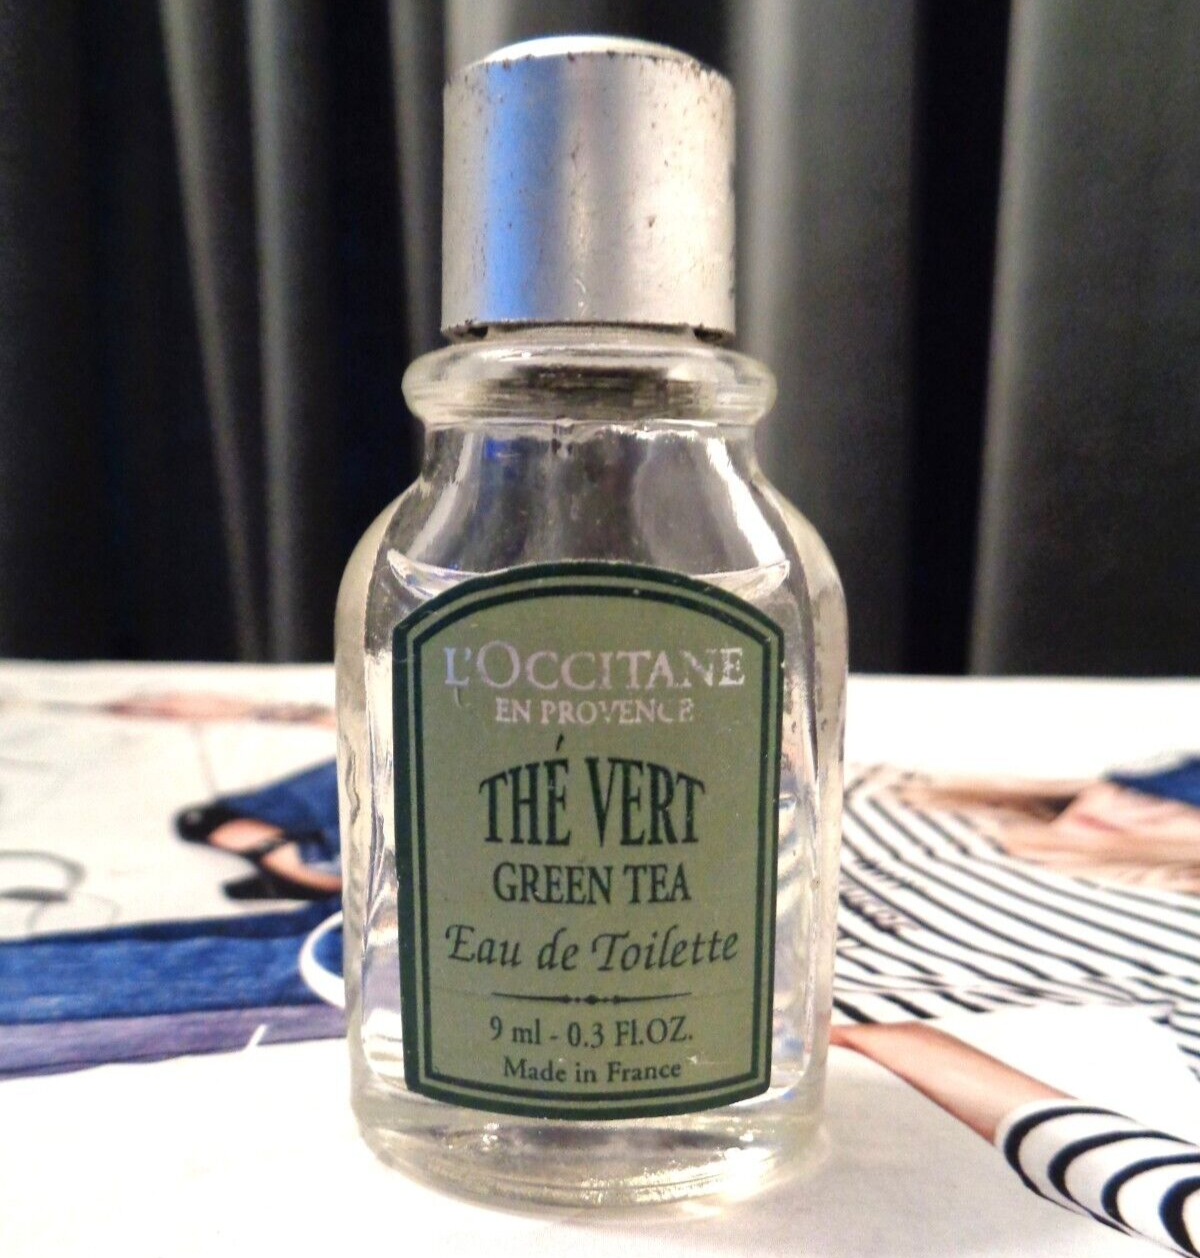 L'OCCITANE
EN PROVENCE
THÉ VERT
GREEN TEA
Eau de Toilette
9 ml - 0.3 Fl.OZ.
Made in France